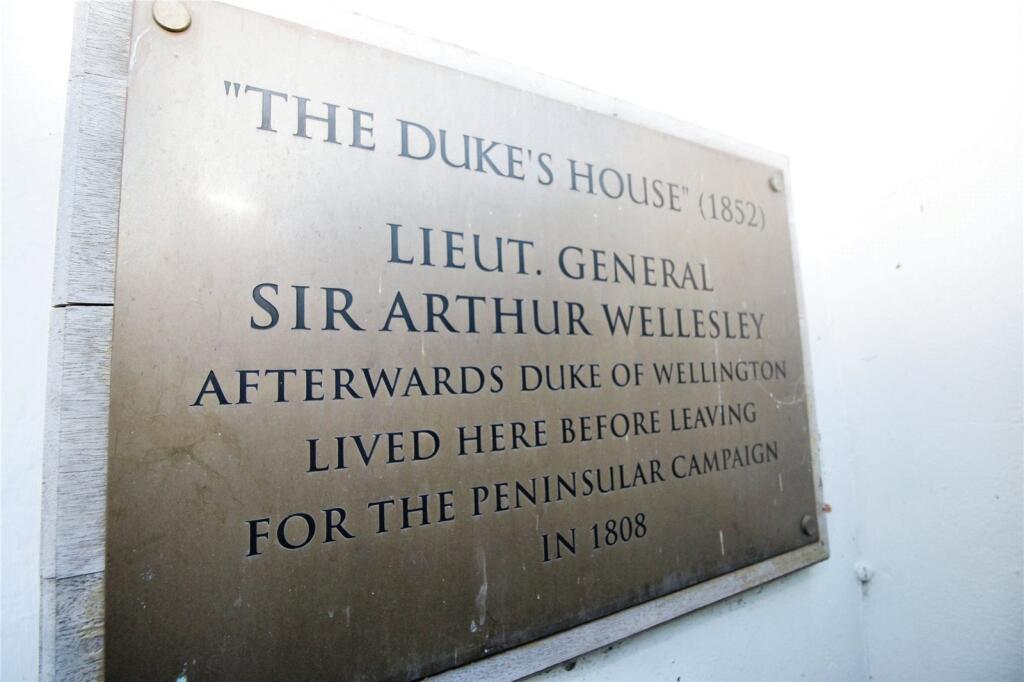 "THE DUKE'S HOUSE" (1852)
LIEUT. GENERAL
SIR ARTHUR WELLESLEY
AFTERWARDS DUKE OF WELLINGTON
LIVED HERE BEFORE LEAVING
FOR THE PENINSULAR CAMPAIGN
IN 1808